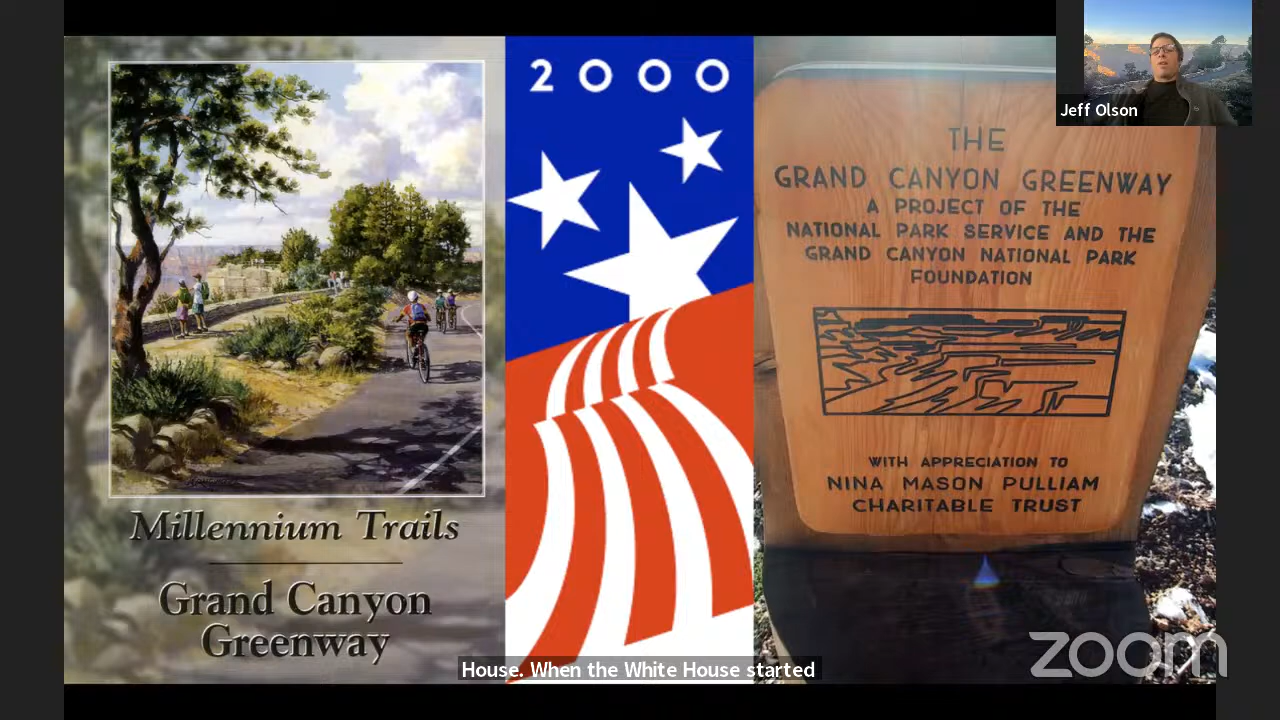 Millennium Trails
Grand Canyon
Greenway
2000
THE
GRAND CANYON GREENWAY
A PROJECT OF THE
NATIONAL PARK SERVICE AND THE
GRAND CANYON NATIONAL PARK
FOUNDATION
WITH APPRECIATION TO
NINA MASON PULLIAM
CHARITABLE TRUST
Jeff Olson
House. When the White House started
zoom